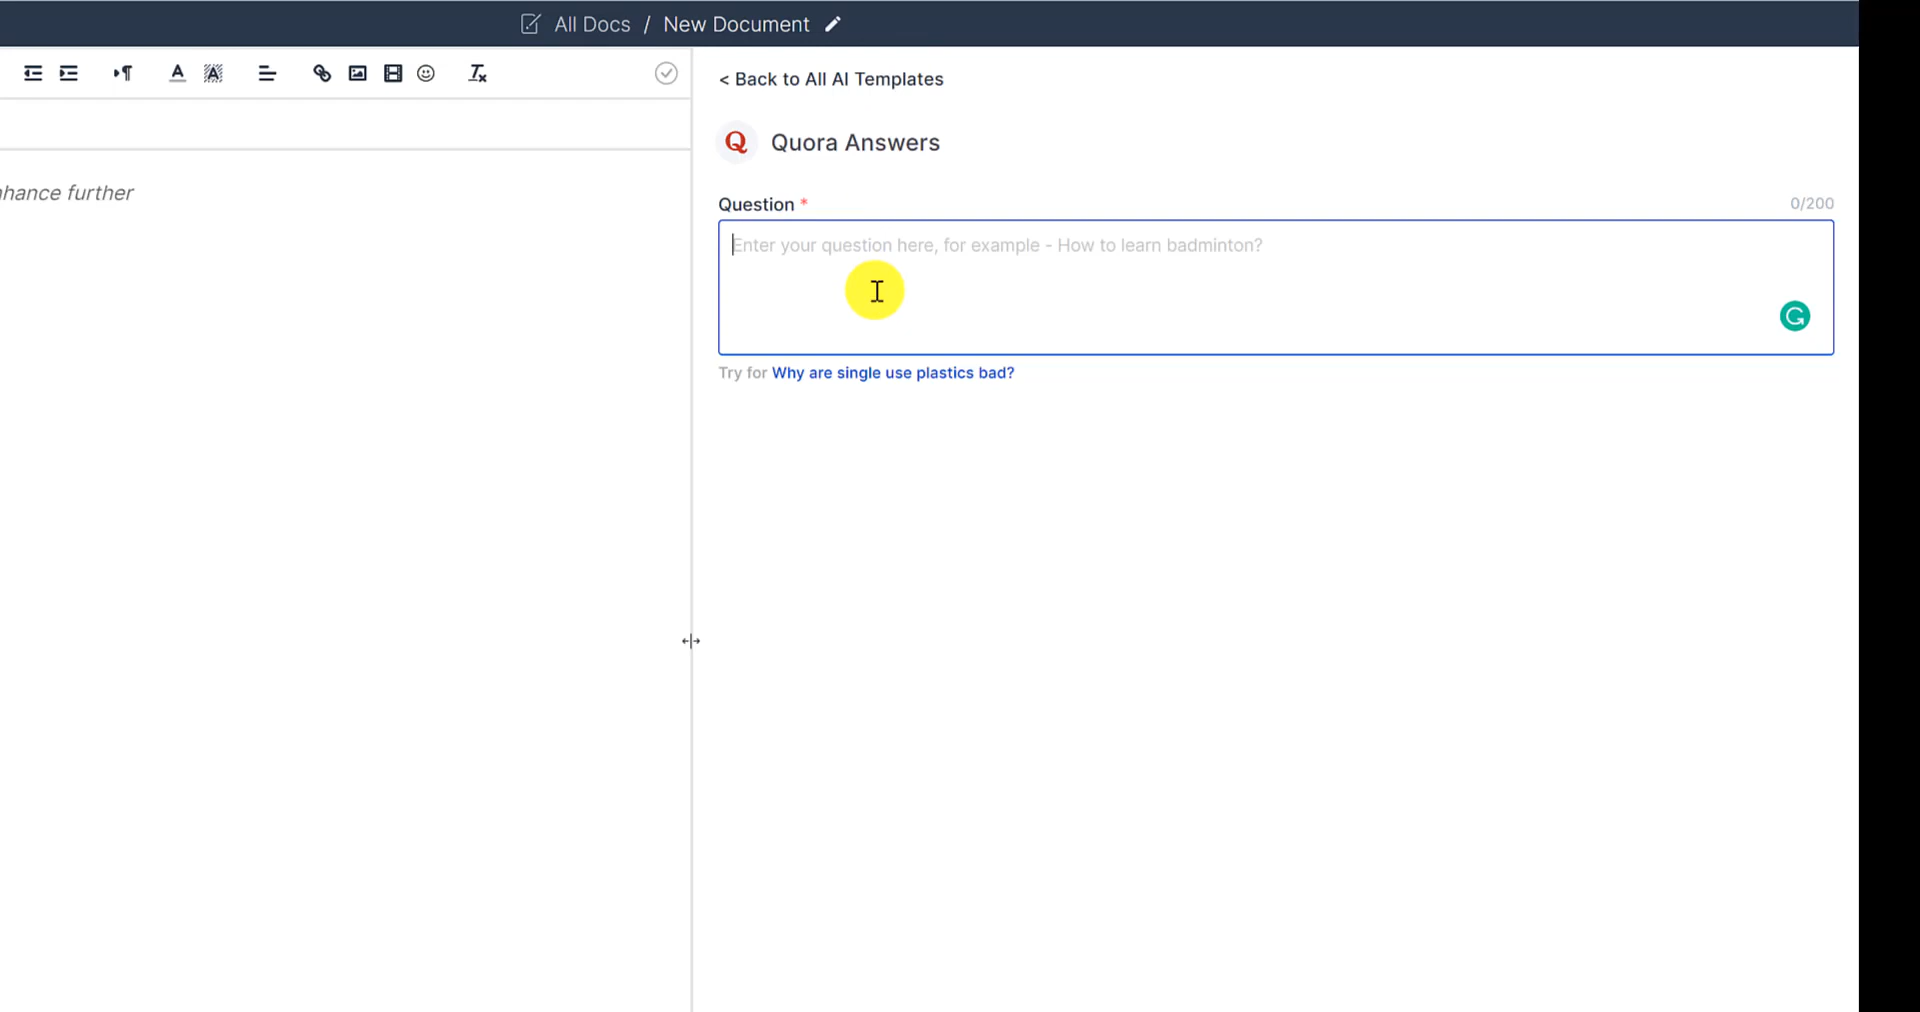 All Docs / New Document
< Back to All AI Templates
Q Quora Answers
Question *
0/200
Enter your question here, for example - How to learn badminton?
Try for Why are single use plastics bad?
further